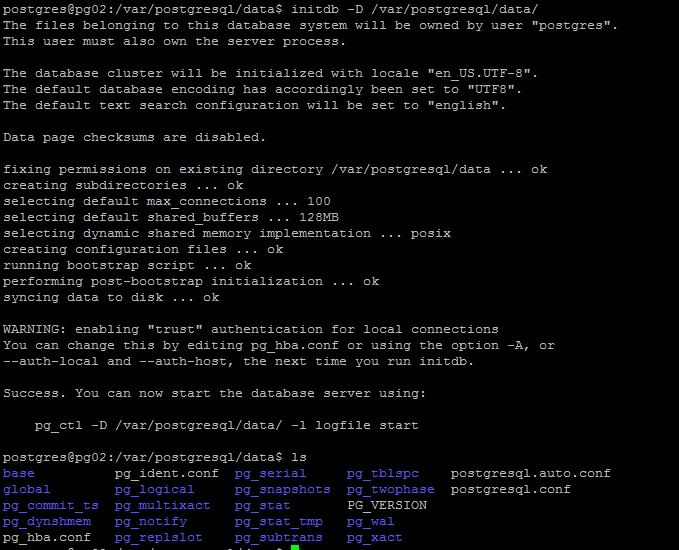 postgres@pg02:/var/postgresql/data$ initdb -D /var/postgresql/data/
The files belonging to this database system will be owned by user "postgres".
This user must also own the server process.
The database cluster will be initialized with locale "en_US.UTF-8".
The default database encoding has accordingly been set to "UTF8".
The default text search configuration will be set to "english".
Data page checksums are disabled.
fixing permissions on existing directory /var/postgresql/data ... ok
creating subdirectories ... ok
selecting default max_connections ... 100
selecting default shared_buffers ... 128MB
selecting dynamic shared memory implementation ... posix
creating configuration files ... ok
running bootstrap script ... ok
performing post-bootstrap initialization ... ok
syncing data to disk ... ok
WARNING: enabling "trust" authentication for local connections
You can change this by editing pg_hba.conf or using the option -A, or
--auth-local and --auth-host, the next time you run initdb.
Success. You can now start the database server using:
pg_ctl -D /var/postgresql/data/ -l logfile start
postgres@pg02:/var/postgresql/data$ ls
base pg_ident.conf pg_serial pg_tblspc postgresql.auto.conf
global pg_logical pg_snapshots pg_twophase postgresql.conf
pg_commit_ts pg_multixact pg_stat PG_VERSION
pg_dynshmem pg_notify pg_stat_tmp pg_wal
pg_hba.conf pg_replslot pg_subtrans pg_xact